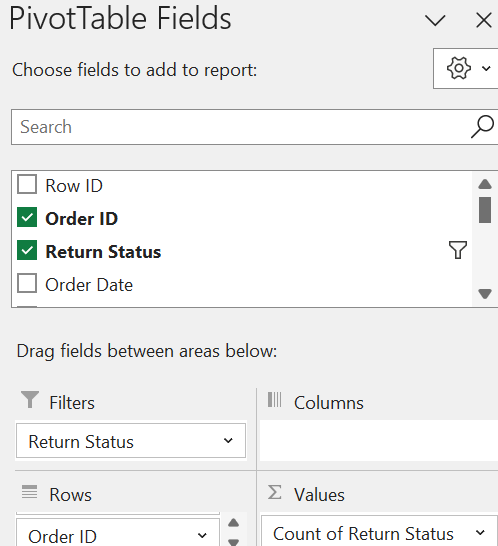 PivotTable Fields
Choose fields to add to report:
Search
Row ID
Order ID
Return Status
Order Date
Drag fields between areas below:
Filters
Columns
Return Status
Rows
Values
Order ID
Count of Return Status